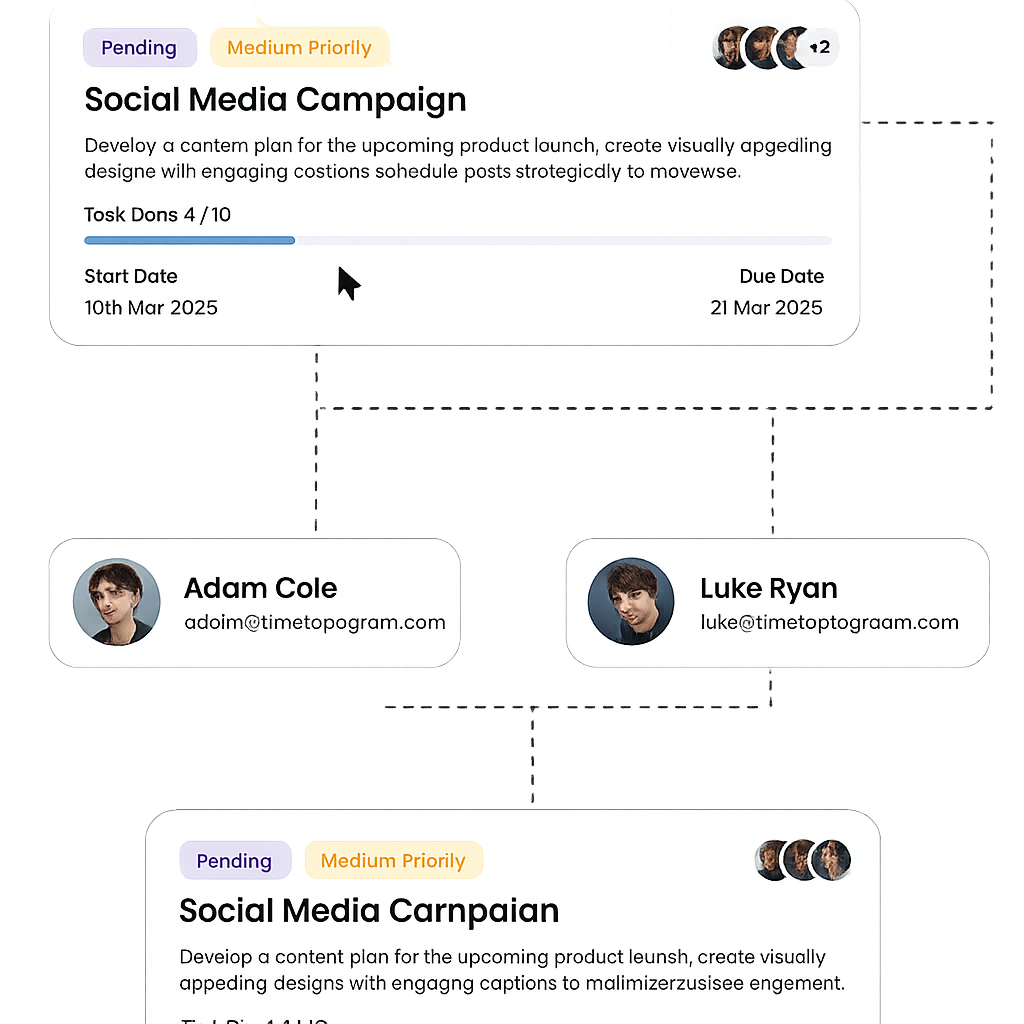 Pending
Medium Priorlly
+2
Social Media Campaign
Develoy a cantem plan for the upcoming product lounch, creote visually apgedling
designe wilh engaging costions sohedule posts strotegicdly to movewse.
Tosk Dons 4 / 10
Start Date
Due Date
10th Mar 2025
21 Mar 2025
Adam Cole
adoim@timetopogram.com
Luke Ryan
luke@timetoptograam.com
Pending
Medium Priorily
Social Media Carnpaian
Deveiop a content plan for the upcoming product leunsh, create visually
appeding designs with engagng captions to malimizerzusisee engement.